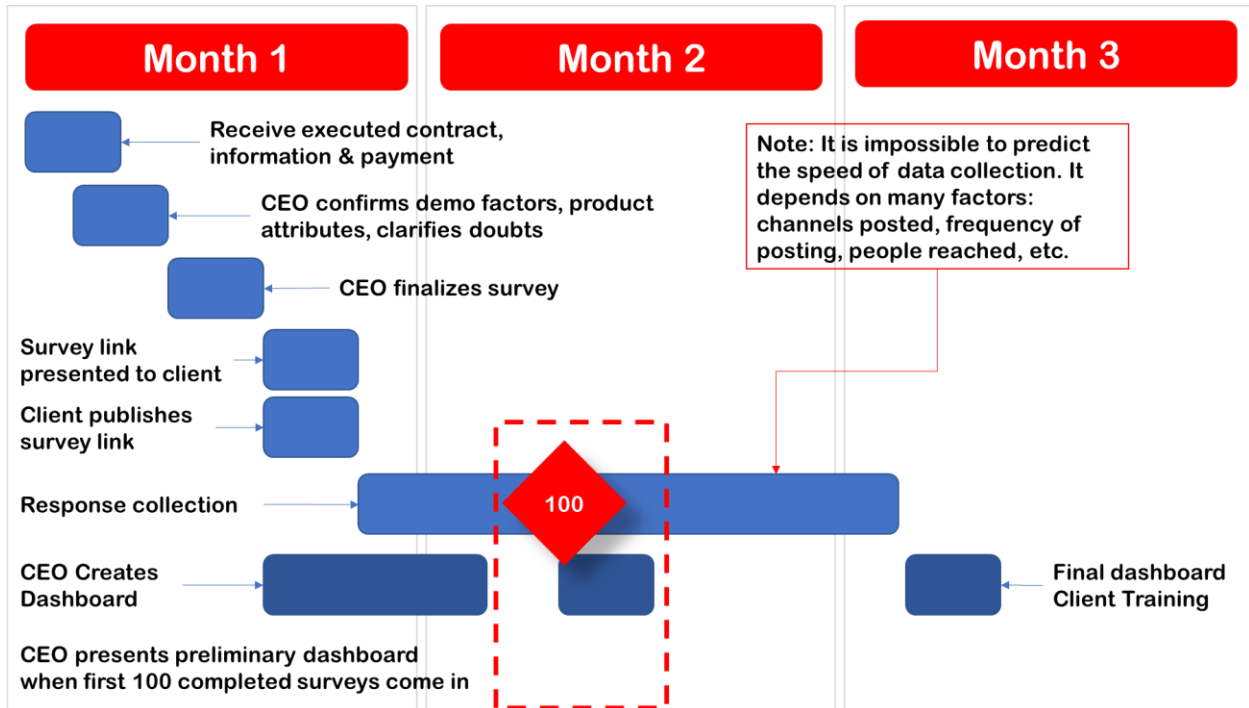 Month 1
Month 2
Month 3
Receive executed contract,
information & payment
Note: It is impossible to predict
the speed of data collection. It
depends on many factors:
channels posted, frequency of
posting, people reached, etc.
CEO confirms demo factors, product
attributes, clarifies doubts
CEO finalizes survey
Survey link
presented to client
Client publishes
survey link
Response collection
100
CEO Creates
Dashboard
Final dashboard
Client Training
CEO presents preliminary dashboard
when first 100 completed surveys come in